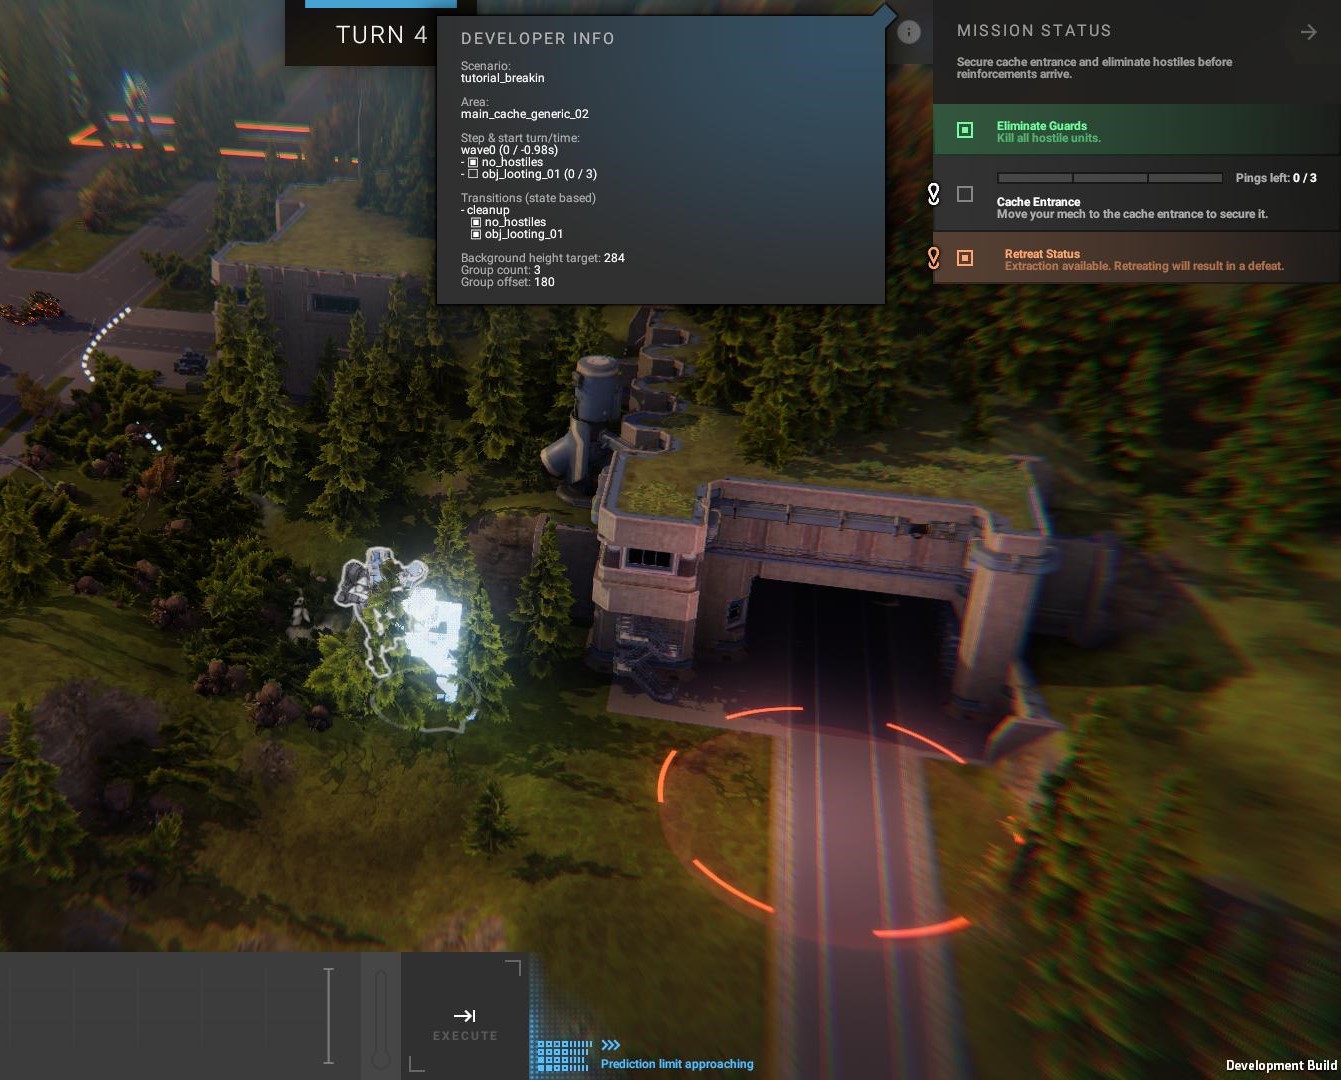 TURN 4
DEVELOPER INFO
Scenario:
tutorial_breakin
Area:
main_cache_generic_02
Step & start turn/time:
wave0 (0 / -0.98s)
- no_hostiles
- obj_looting_01 (0 / 3)
Transitions (state based)
- cleanup
no_hostiles
obj_looting_01
Background height target: 284
Group count: 3
Group offset: 180
MISSION STATUS
Secure cache entrance and eliminate hostiles before
reinforcements arrive.
Eliminate Guards
Kill all hostile units.
Pings left: 0 / 3
Cache Entrance
Move your mech to the cache entrance to secure it.
Retreat Status
Extraction available. Retreating will result in a defeat.
EXECUTE
Prediction limit approaching
Development Build